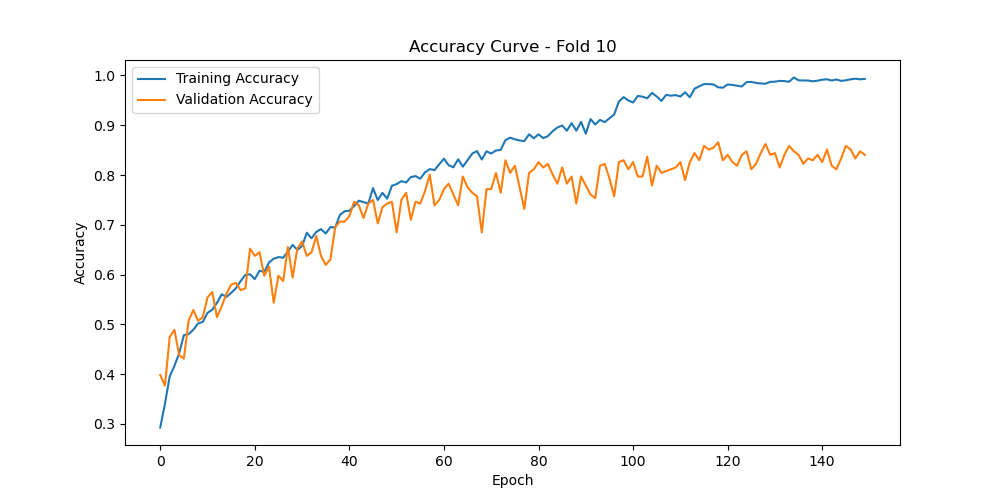 Accuracy Curve - Fold 10
Training Accuracy
Validation Accuracy
1.0
0.9
0.8
0.7
0.6
0.5
0.4
0.3
Accuracy
0 20 40 60 80 100 120 140
Epoch